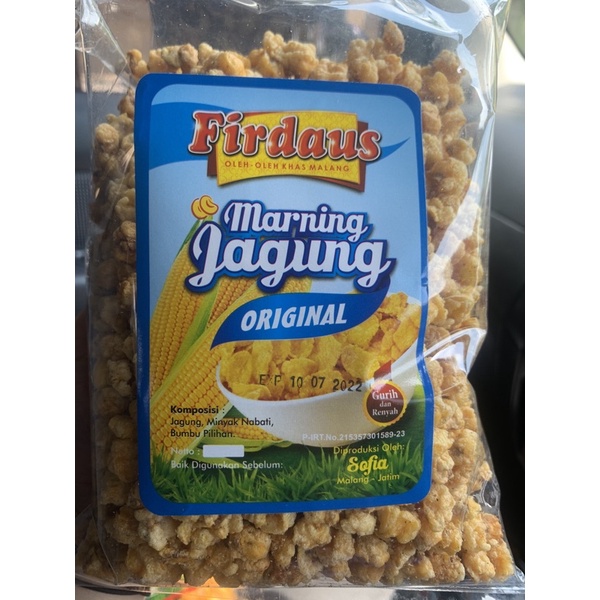 Firdaus
OLEH-OLEH KHAS MALANG
Marning
Jagung
ORIGINAL
10 07 2022
Gurih
dan
Renyah
Komposisi :
Jagung, Minyak Nabati,
Bumbu Pilihan.
Netto :
Baik Digunakan Sebelum:
P-IRT.No.215357301589-23
Diproduksi Oleh:
Sofia
Malang - Jatim